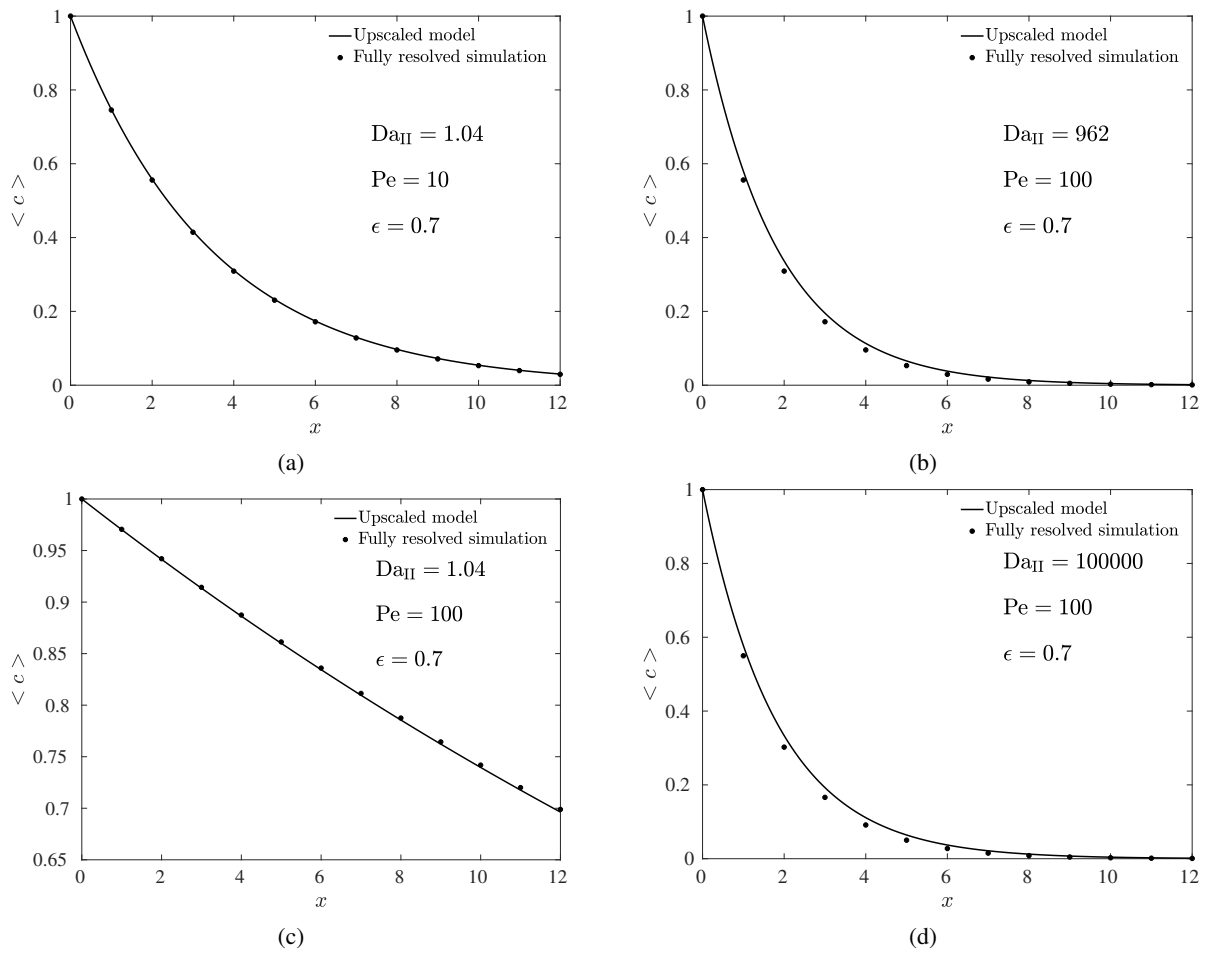 1
Upscaled model
Fully resolved simulation
0.8
Da_II = 1.04
0.6
Pe = 10
< c >
0.4
ϵ = 0.7
0.2
0
0 2 4 6 8 10 12
x
(a)
1
Upscaled model
Fully resolved simulation
0.8
Da_II = 962
0.6
Pe = 100
< c >
0.4
ϵ = 0.7
0.2
0
0 2 4 6 8 10 12
x
(b)
1
Upscaled model
Fully resolved simulation
0.95
Da_II = 1.04
0.9
Pe = 100
0.85
ϵ = 0.7
< c >
0.8
0.75
0.7
0.65
0 2 4 6 8 10 12
x
(c)
1
Upscaled model
Fully resolved simulation
0.8
Da_II = 100000
0.6
Pe = 100
< c >
ϵ = 0.7
0.4
0.2
0
0 2 4 6 8 10 12
x
(d)